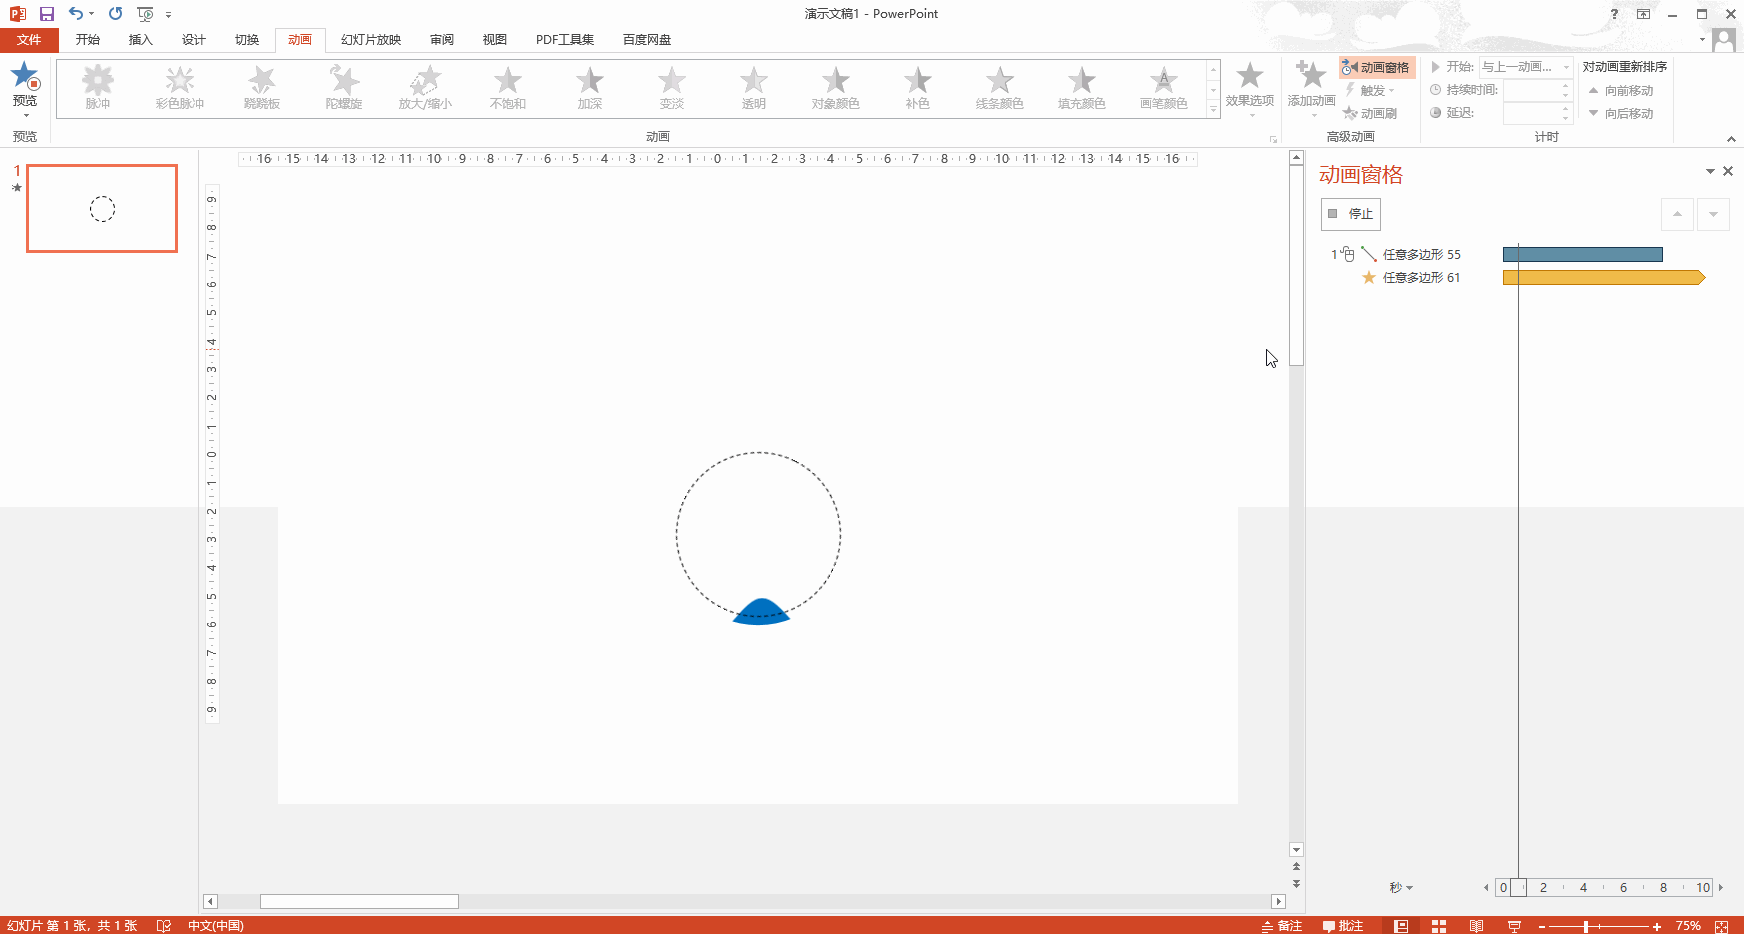 演示文稿1 - PowerPoint
?
文件 开始 插入 设计 切换 动画 幻灯片放映 审阅 视图 PDF工具集 百度网盘
预览
预览
脉冲 彩色脉冲 跷跷板 陀螺旋 放大/缩小 不饱和 加深 变淡 透明 对象颜色 补色 线条颜色 填充颜色 画笔颜色
动画
效果选项
添加动画
动画窗格
触发
动画刷
高级动画
开始: 与上一动画...
持续时间:
延迟:
对动画重新排序
向前移动
向后移动
计时
1
16 15 14 13 12 11 10 9 8 7 6 5 4 3 2 1 0 1 2 3 4 5 6 7 8 9 10 11 12 13 14 15 16
9
8
7
6
5
4
3
2
1
0
1
2
3
4
5
6
7
8
9
动画窗格
停止
1 任意多边形 55
任意多边形 61
秒 0 2 4 6 8 10
幻灯片 第 1 张，共 1 张 中文(中国) 备注 批注 75%